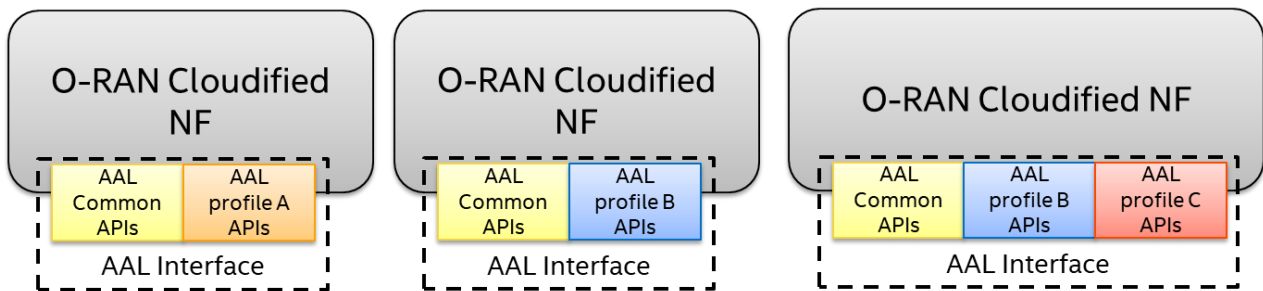 O-RAN Cloudified
NF
AAL
Common
APIs
AAL
profile A
APIs
AAL Interface
O-RAN Cloudified
NF
AAL
Common
APIs
AAL
profile B
APIs
AAL Interface
O-RAN Cloudified NF
AAL
Common
APIs
AAL
profile B
APIs
AAL
profile C
APIs
AAL Interface